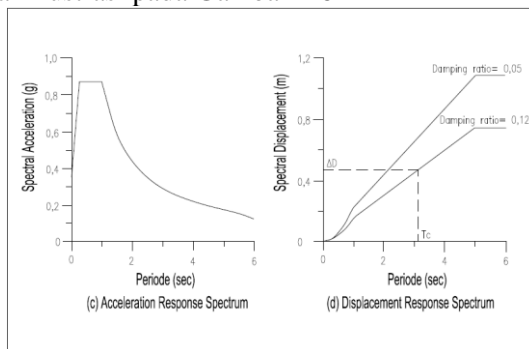 Spectral Acceleration (g)
1,0
0,8
0,6
0,4
0,2
0
0
2
4
6
Periode (sec)
(c) Acceleration Response Spectrum
Spectral Displacement (m)
1,2
0,8
0,4
0
0
2
4
6
Damping ratio= 0,05
Damping ratio= 0,12
ΔD
Tc
Periode (sec)
(d) Displacement Response Spectrum